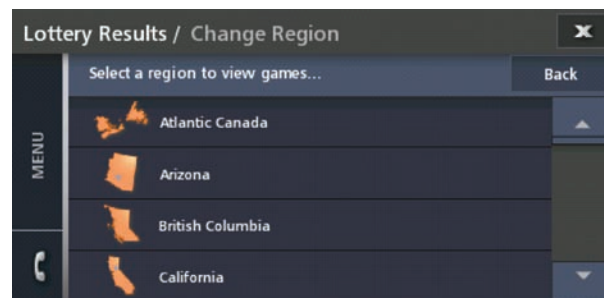 Lottery Results / Change Region
Select a region to view games...
Back
MENU
Atlantic Canada
Arizona
British Columbia
California